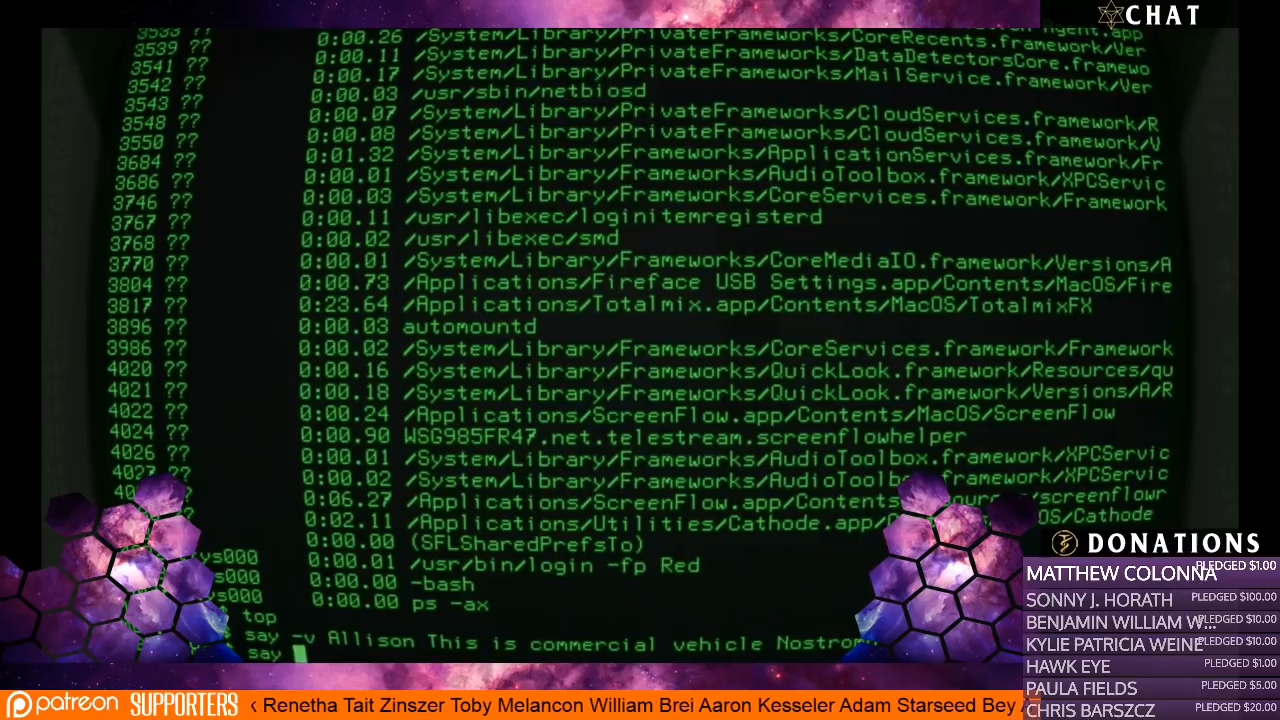 CHAT
3533 ??
3539 ?? 0:00.26 /System/Library/PrivateFrameworks/CoreRecents.framework/Ver
3541 ?? 0:00.11 /System/Library/PrivateFrameworks/DataDetectorsCore.framewo
3542 ?? 0:00.17 /System/Library/PrivateFrameworks/MailService.framework/Ver
3543 ?? 0:00.03 /usr/sbin/netbiosd
3548 ?? 0:00.07 /System/Library/PrivateFrameworks/CloudServices.framework/R
3550 ?? 0:00.08 /System/Library/PrivateFrameworks/CloudServices.framework/V
3684 ?? 0:01.32 /System/Library/Frameworks/ApplicationServices.framework/Fr
3686 ?? 0:00.01 /System/Library/Frameworks/AudioToolbox.framework/XPCServic
3746 ?? 0:00.03 /System/Library/Frameworks/CoreServices.framework/Framework
3767 ?? 0:00.11 /usr/libexec/loginitemregisterd
3768 ?? 0:00.02 /usr/libexec/smd
3770 ?? 0:00.01 /System/Library/Frameworks/CoreMediaIO.framework/Versions/A
3804 ?? 0:00.73 /Applications/Fireface USB Settings.app/Contents/MacOS/Fire
3817 ?? 0:23.64 /Applications/Totalmix.app/Contents/MacOS/TotalmixFX
3896 ?? 0:00.03 automountd
3986 ?? 0:00.02 /System/Library/Frameworks/CoreServices.framework/Framework
4020 ?? 0:00.16 /System/Library/Frameworks/QuickLook.framework/Resources/qu
4021 ?? 0:00.18 /System/Library/Frameworks/QuickLook.framework/Versions/A/R
4022 ?? 0:00.24 /Applications/ScreenFlow.app/Contents/MacOS/ScreenFlow
4024 ?? 0:00.90 WSG985FR47.net.telestream.screenflowhelper
4026 ?? 0:00.01 /System/Library/Frameworks/AudioToolbox.framework/XPCServic
4027 ?? 0:00.02 /System/Library/Frameworks/AudioToolbo framework/XPCServic
0:06.27 /Applications/ScreenFlow.app/Content /screenflowr
0:02.11 /Applications/Utilities/Cathode.app/ OS/Cathode
0:00.00 (SFLSharedPrefsTo)
ys000 0:00.01 /usr/bin/login -fp Red
s000 0:00.00 -bash
s000 0:00.00 ps -ax
top
say -v Allison This is commercial vehicle Nostrom
say
DONATIONS
MATTHEW COLONNA PLEDGED $1.00
SONNY J. HORATH PLEDGED $100.00
BENJAMIN WILLIAM W... PLEDGED $10.00
KYLIE PATRICIA WEINE PLEDGED $10.00
HAWK EYE PLEDGED $1.00
PAULA FIELDS PLEDGED $5.00
CHRIS BARSZCZ PLEDGED $20.00
patreon SUPPORTERS ‹ Renetha Tait Zinszer Toby Melancon William Brei Aaron Kesseler Adam Starseed Bey